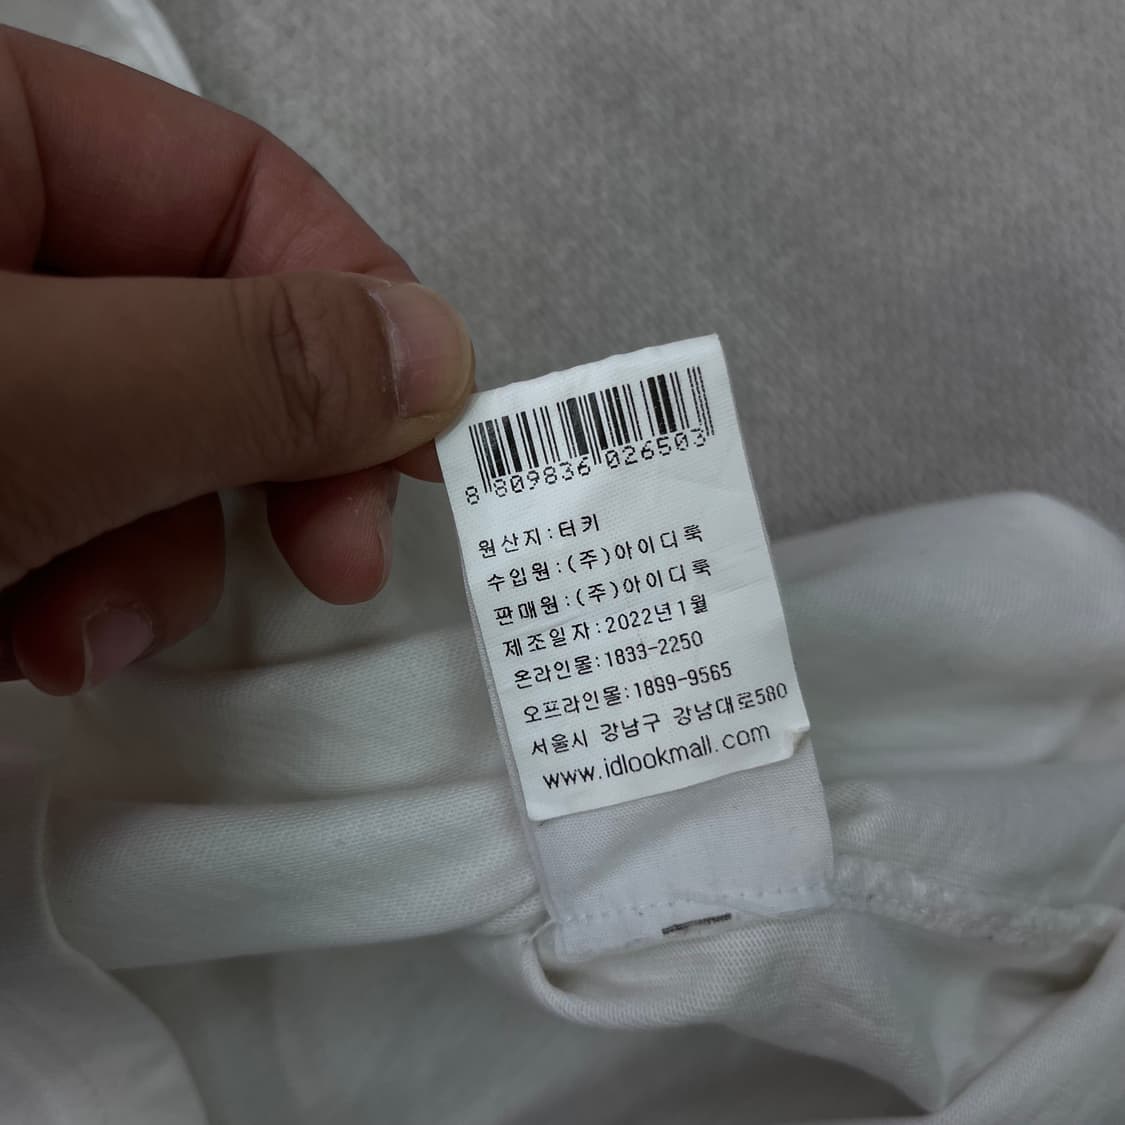 8 809836 026503
원산지:터키
수입원:(주)아이디룩
판매원:(주)아이디룩
제조일자:2022년1월
온라인몰:1833-2250
오프라인몰:1899-9565
서울시 강남구 강남대로580
www.idlookmall.com